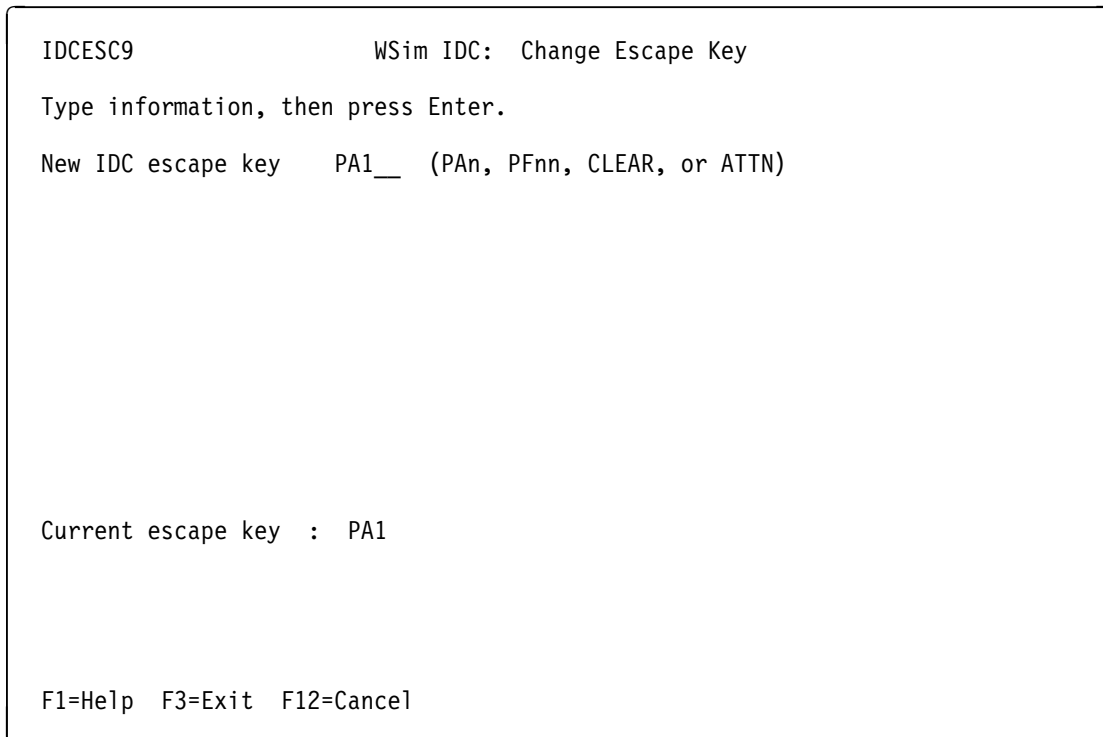 IDCESC9 WSim IDC: Change Escape Key
Type information, then press Enter.
New IDC escape key PA1__ (PAn, PFnn, CLEAR, or ATTN)
Current escape key : PA1
F1=Help F3=Exit F12=Cancel